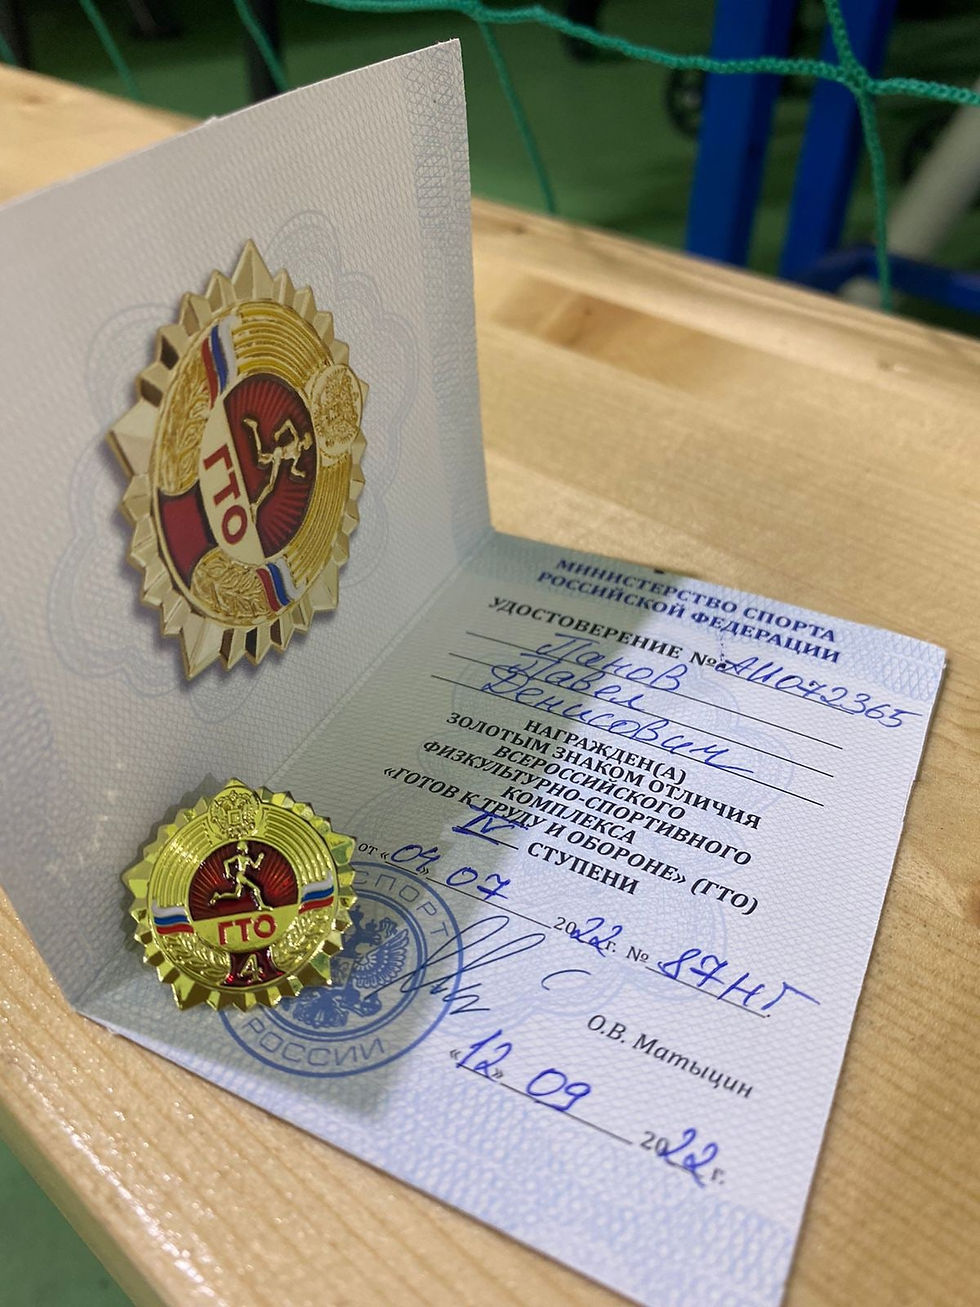 ГТО
МИНИСТЕРСТВО СПОРТА
РОССИЙСКОЙ ФЕДЕРАЦИИ
УДОСТОВЕРЕНИЕ № АИ072365
Панов
Павел
Денисович
НАГРАЖДЕН(А)
ЗОЛОТЫМ ЗНАКОМ ОТЛИЧИЯ
ВСЕРОССИЙСКОГО
ФИЗКУЛЬТУРНО-СПОРТИВНОГО
КОМПЛЕКСА
«ГОТОВ К ТРУДУ И ОБОРОНЕ» (ГТО)
IV СТУПЕНИ
от «04» 07 2022 г. № 87НГ
О.В. Матыцин
«12» 09 2022 г.
ГТО
4
СПОРТ
РОССИИ